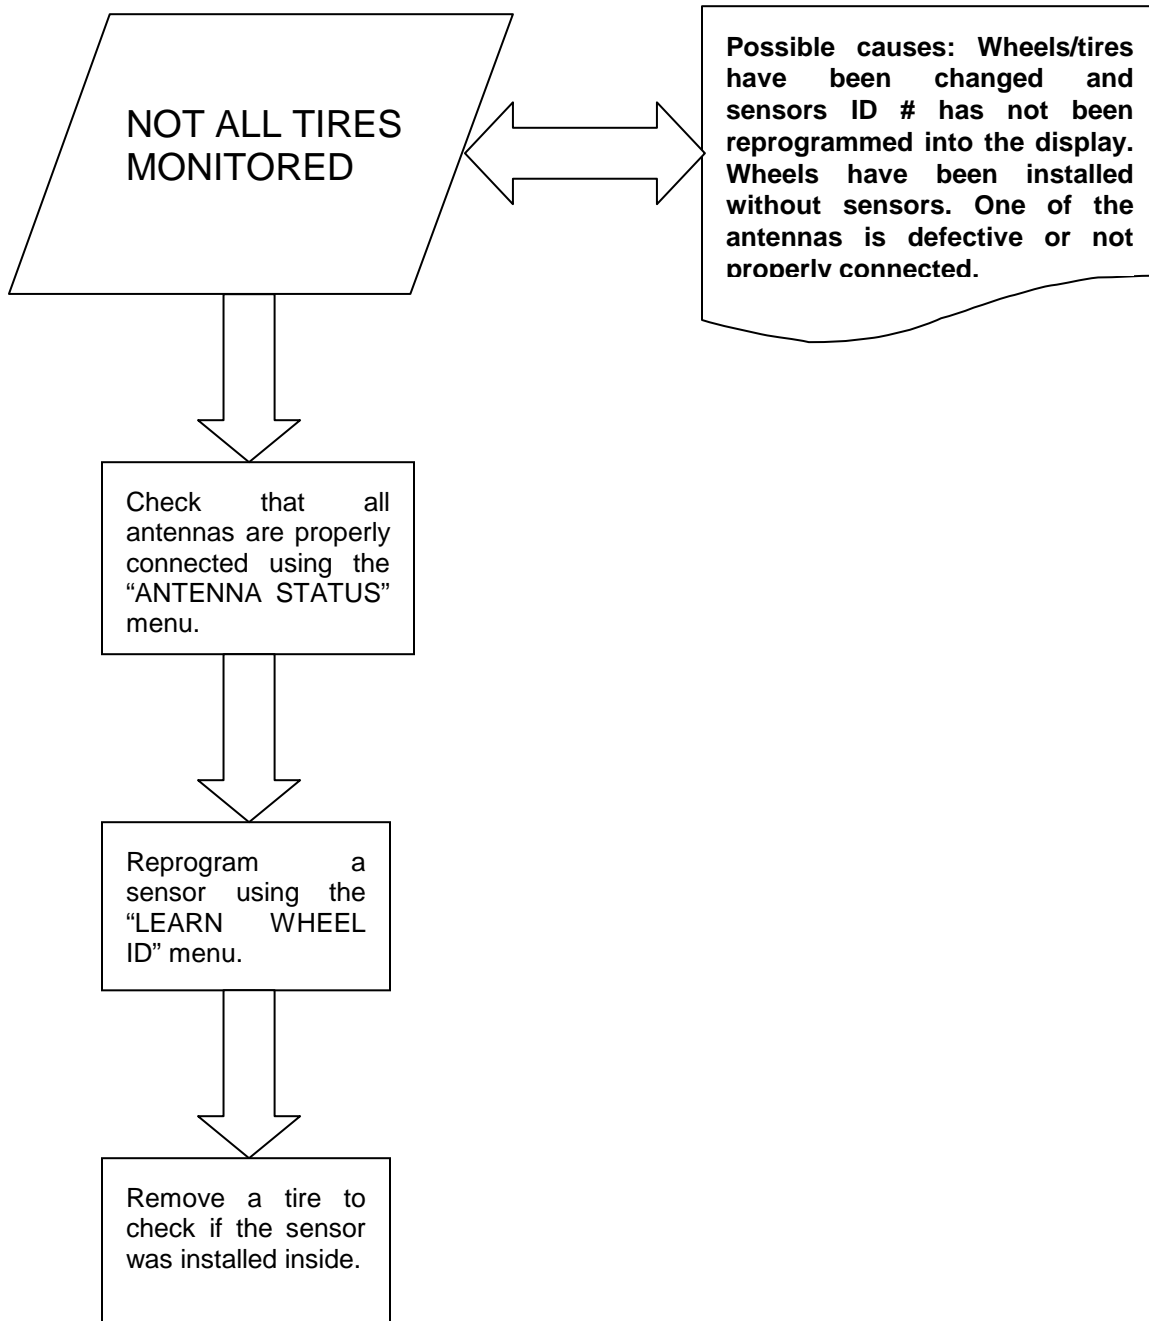 NOT ALL TIRES
MONITORED
Possible causes: Wheels/tires
have been changed and
sensors ID # has not been
reprogrammed into the display.
Wheels have been installed
without sensors. One of the
antennas is defective or not
properly connected.
Check that all
antennas are properly
connected using the
“ANTENNA STATUS”
menu.
Reprogram a
sensor using the
“LEARN WHEEL
ID” menu.
Remove a tire to
check if the sensor
was installed inside.